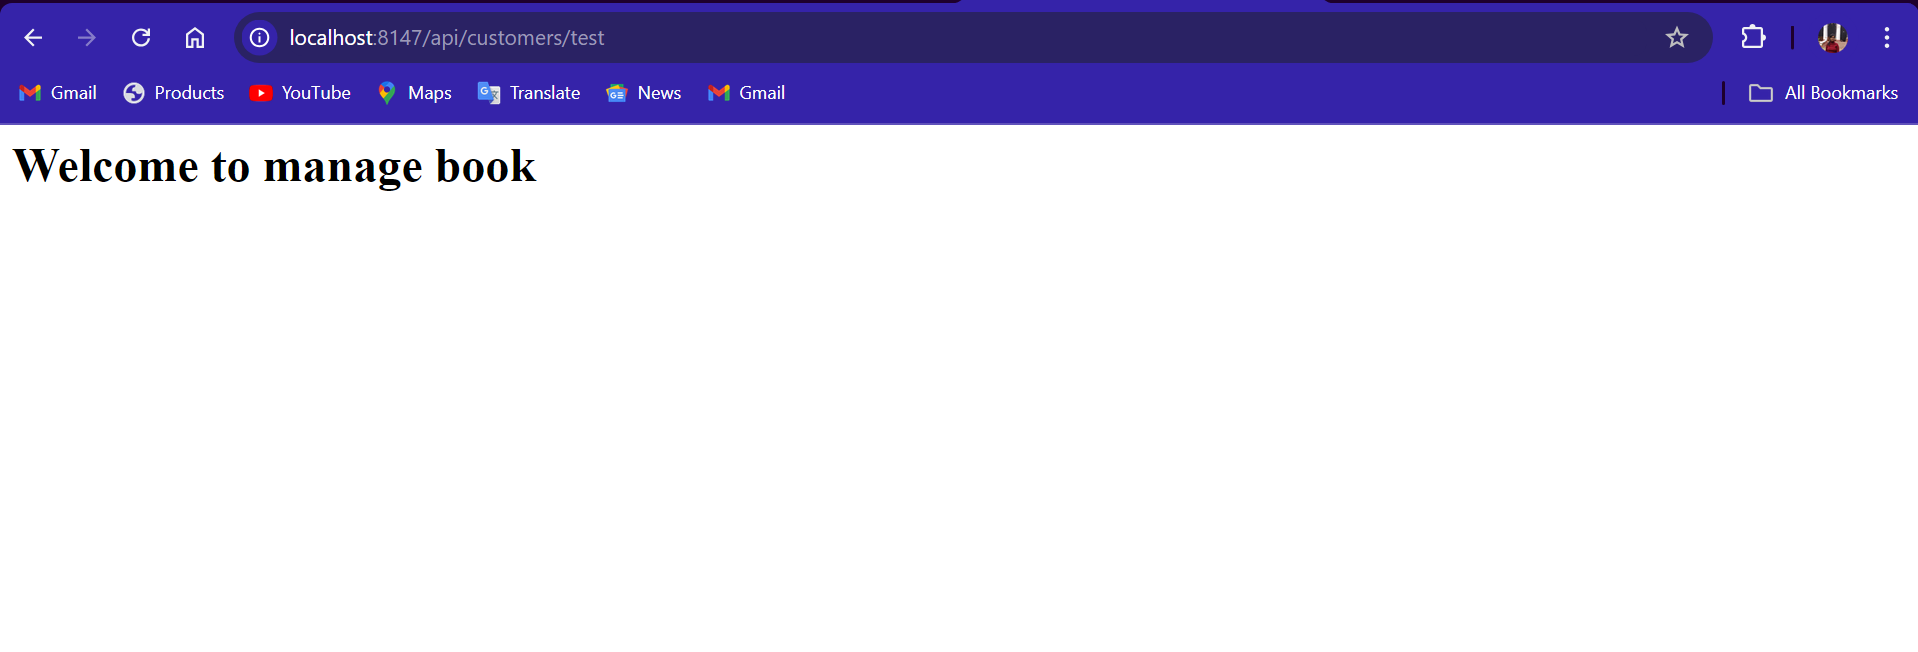 localhost:8147/api/customers/test
Gmail Products YouTube Maps Translate News Gmail All Bookmarks
Welcome to manage book